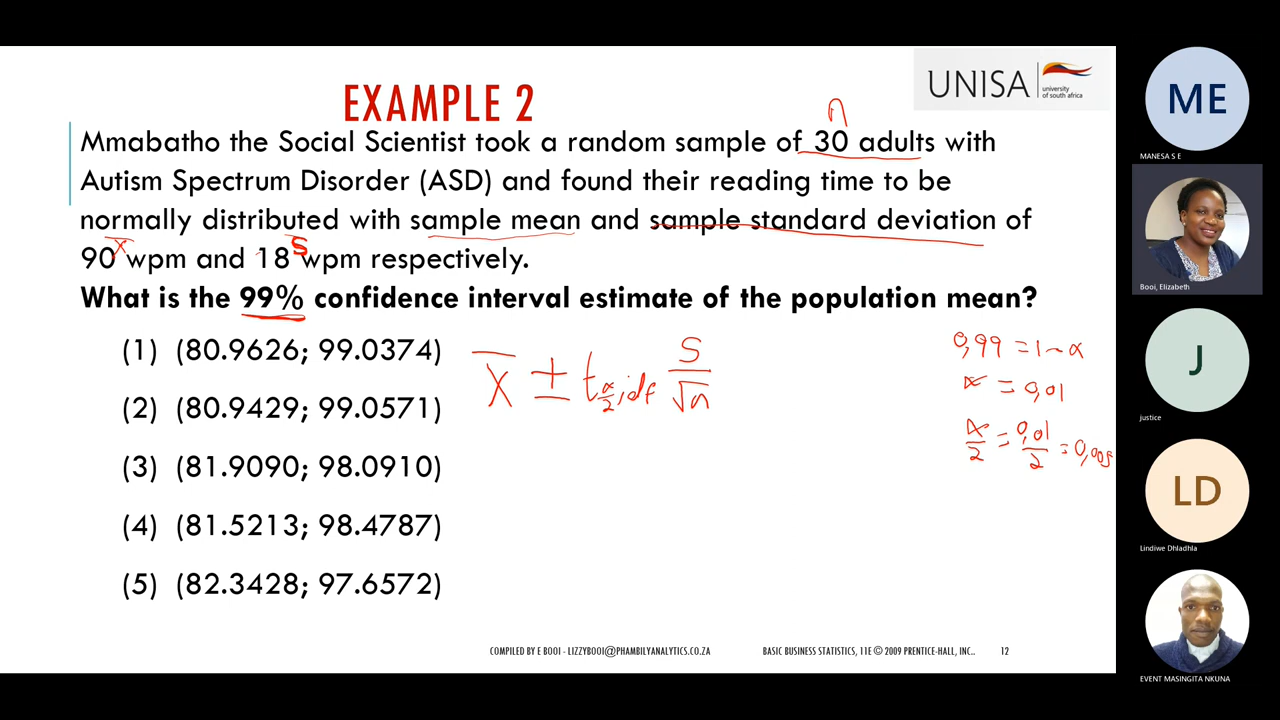 UNISA
university
of south africa
EXAMPLE 2
n
Mmabatho the Social Scientist took a random sample of 30 adults with
Autism Spectrum Disorder (ASD) and found their reading time to be
normally distributed with sample mean and sample standard deviation of
x̄ S
90 wpm and 18 wpm respectively.
What is the 99% confidence interval estimate of the population mean?
(1) (80.9626; 99.0374)
(2) (80.9429; 99.0571)
(3) (81.9090; 98.0910)
(4) (81.5213; 98.4787)
(5) (82.3428; 97.6572)
X̄ ± t α/2;df S/√n
0,99 = 1-α
α = 0,01
α/2 = 0,01/2 = 0,005
COMPILED BY E BOOI - LIZZYBOOI@PHAMBILYANALYTICS.CO.ZA
BASIC BUSINESS STATISTICS, 11E © 2009 PRENTICE-HALL, INC..
12
ME
MANESA S E
Booi, Elizabeth
J
justice
LD
Lindiwe Dhladhla
EVENT MASINGITA NKUNA